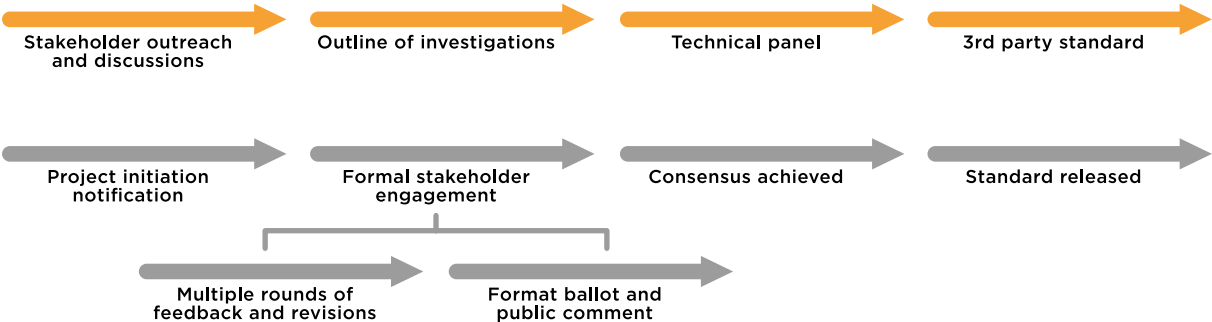 Stakeholder outreach
and discussions
Outline of investigations
Technical panel
3rd party standard
Project initiation
notification
Formal stakeholder
engagement
Consensus achieved
Standard released
Multiple rounds of
feedback and revisions
Format ballot and
public comment